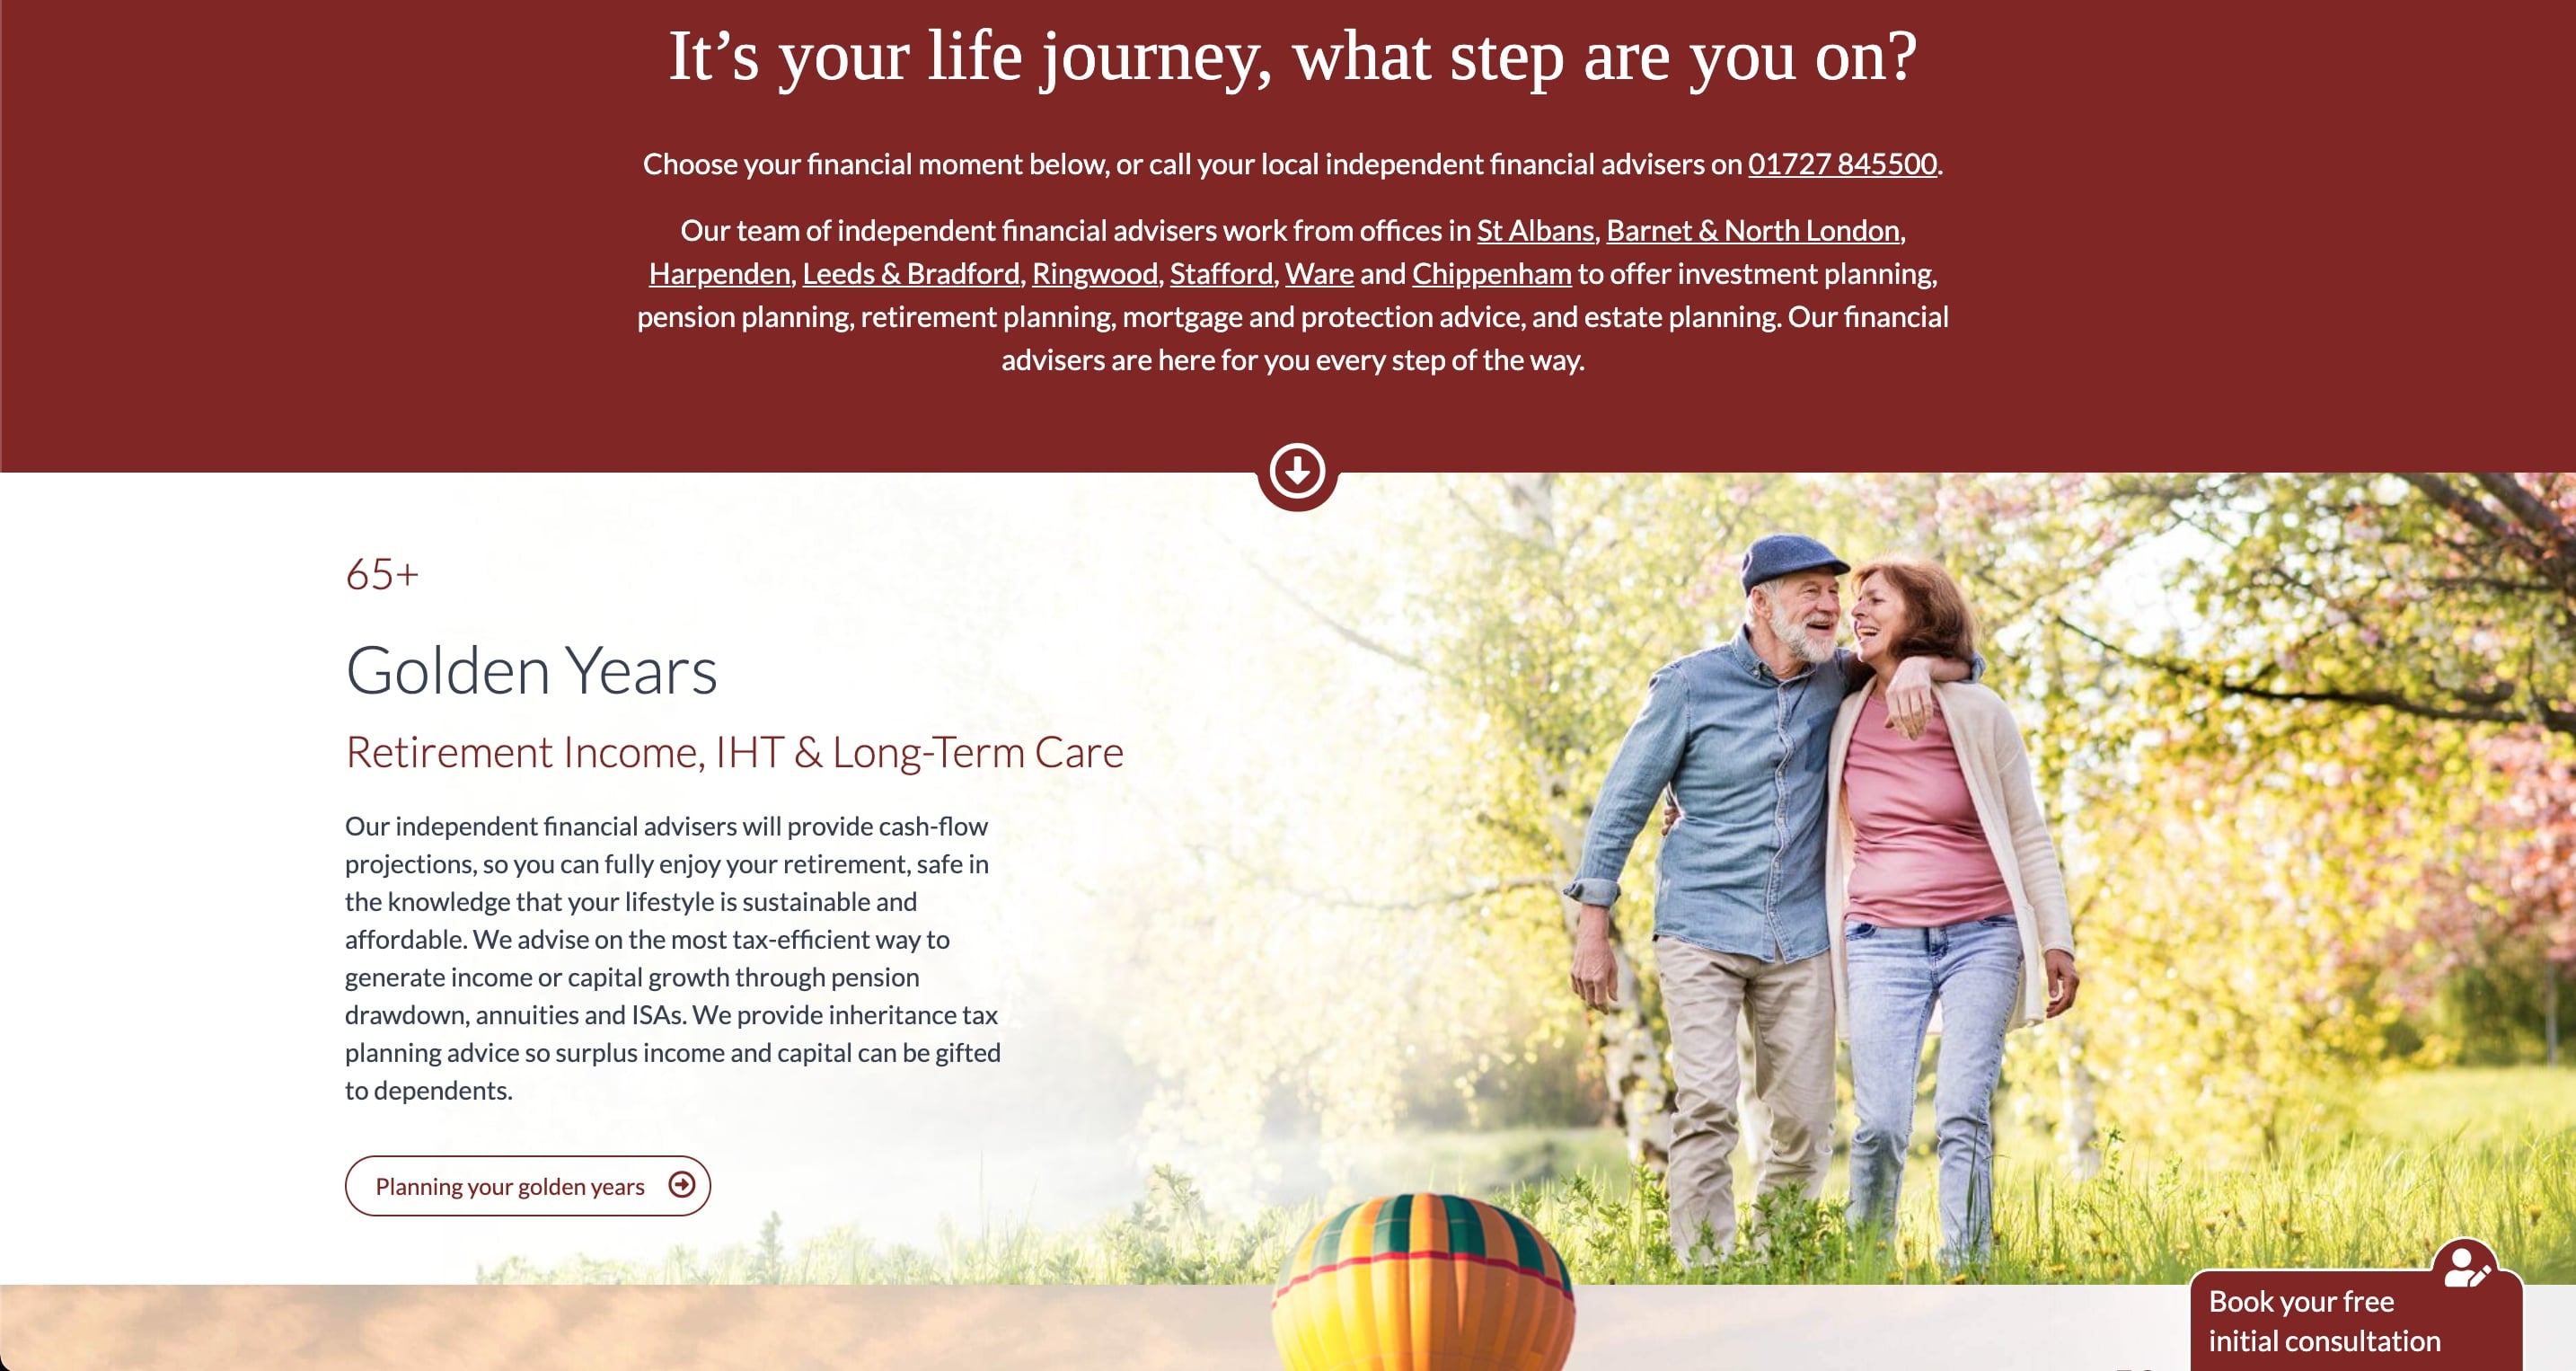 It’s your life journey, what step are you on?
Choose your financial moment below, or call your local independent financial advisers on 01727 845500.
Our team of independent financial advisers work from offices in St Albans, Barnet & North London,
Harpenden, Leeds & Bradford, Ringwood, Stafford, Ware and Chippenham to offer investment planning,
pension planning, retirement planning, mortgage and protection advice, and estate planning. Our financial
advisers are here for you every step of the way.
65+
Golden Years
Retirement Income, IHT & Long-Term Care
Our independent financial advisers will provide cash-flow
projections, so you can fully enjoy your retirement, safe in
the knowledge that your lifestyle is sustainable and
affordable. We advise on the most tax-efficient way to
generate income or capital growth through pension
drawdown, annuities and ISAs. We provide inheritance tax
planning advice so surplus income and capital can be gifted
to dependents.
Planning your golden years
Book your free
initial consultation